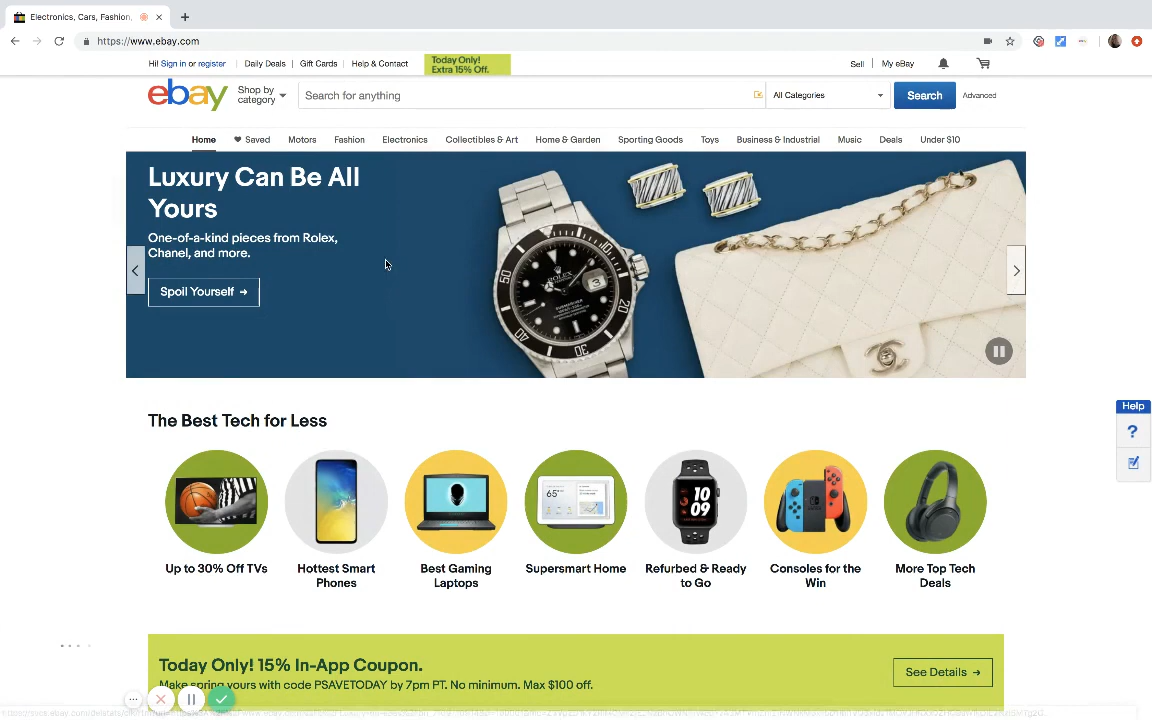 Electronics, Cars, Fashion,
https://www.ebay.com
Hi! Sign in or register
Daily Deals
Gift Cards
Help & Contact
Today Only!
Extra 15% Off.
Sell
My eBay
ebay
Shop by
category
Search for anything
All Categories
Search
Advanced
Home
Saved
Motors
Fashion
Electronics
Collectibles & Art
Home & Garden
Sporting Goods
Toys
Business & Industrial
Music
Deals
Under $10
Luxury Can Be All
Yours
One-of-a-kind pieces from Rolex,
Chanel, and more.
Spoil Yourself →
ROLEX
Help
?
The Best Tech for Less
65°
10
09
Up to 30% Off TVs
Hottest Smart
Phones
Best Gaming
Laptops
Supersmart Home
Refurbed & Ready
to Go
Consoles for the
Win
More Top Tech
Deals
Today Only! 15% In-App Coupon.
Make spring yours with code PSAVETODAY by 7pm PT. No minimum. Max $100 off.
See Details →